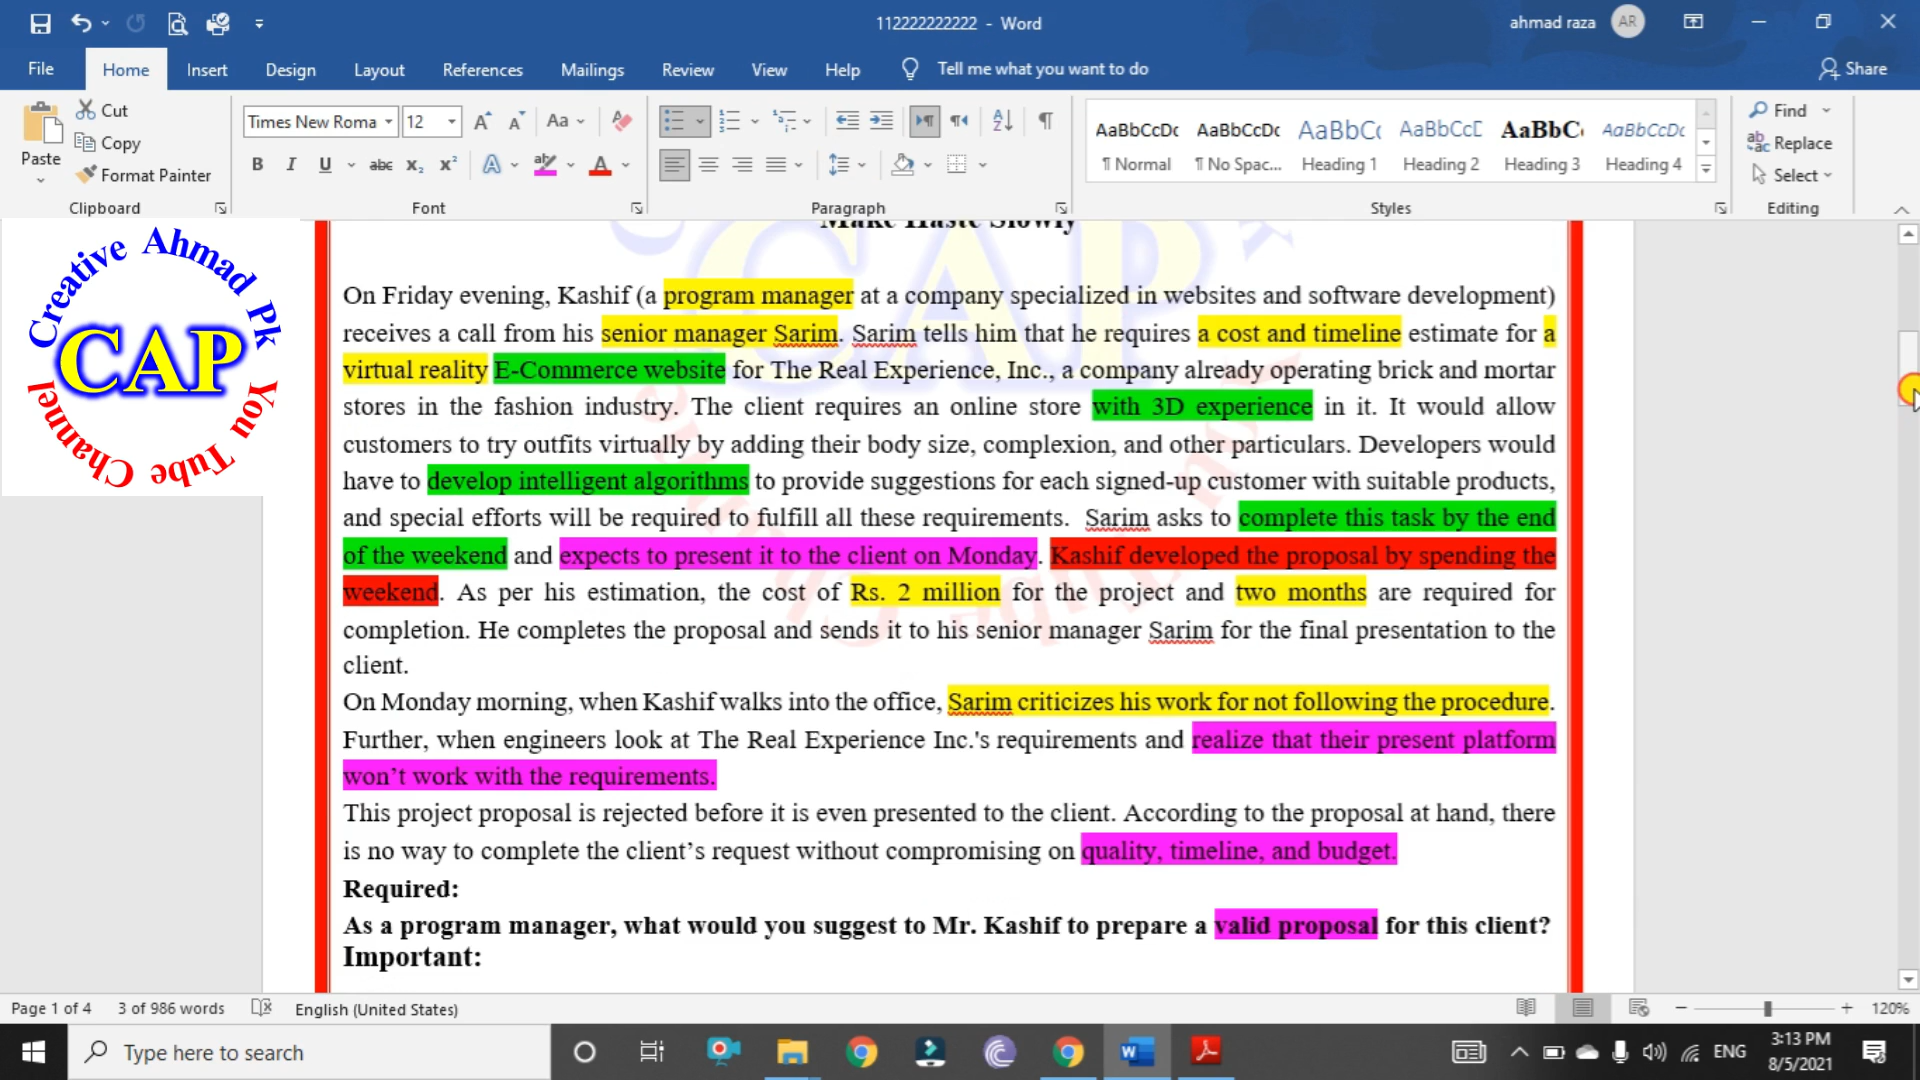 112222222222 - Word
ahmad raza
AR
File
Home
Insert
Design
Layout
References
Mailings
Review
View
Help
Tell me what you want to do
Share
Paste
Cut
Copy
Format Painter
Clipboard
Times New Roma
12
Font
Paragraph
AaBbCcDc
¶ Normal
AaBbCcDc
¶ No Spac...
AaBbC(
Heading 1
AaBbCcD
Heading 2
AaBbC
Heading 3
AaBbCcDc
Heading 4
Styles
Find
Replace
Select
Editing
Creative Ahmad Pk
CAP
You Tube Channel
Make Haste Slowly
CAP
On Friday evening, Kashif (a program manager at a company specialized in websites and software development)
receives a call from his senior manager Sarim. Sarim tells him that he requires a cost and timeline estimate for a
virtual reality E-Commerce website for The Real Experience, Inc., a company already operating brick and mortar
stores in the fashion industry. The client requires an online store with 3D experience in it. It would allow
customers to try outfits virtually by adding their body size, complexion, and other particulars. Developers would
have to develop intelligent algorithms to provide suggestions for each signed-up customer with suitable products,
and special efforts will be required to fulfill all these requirements. Sarim asks to complete this task by the end
of the weekend and expects to present it to the client on Monday. Kashif developed the proposal by spending the
weekend. As per his estimation, the cost of Rs. 2 million for the project and two months are required for
completion. He completes the proposal and sends it to his senior manager Sarim for the final presentation to the
client.
On Monday morning, when Kashif walks into the office, Sarim criticizes his work for not following the procedure.
Further, when engineers look at The Real Experience Inc.'s requirements and realize that their present platform
won’t work with the requirements.
This project proposal is rejected before it is even presented to the client. According to the proposal at hand, there
is no way to complete the client’s request without compromising on quality, timeline, and budget.
Required:
As a program manager, what would you suggest to Mr. Kashif to prepare a valid proposal for this client?
Important:
Page 1 of 4
3 of 986 words
English (United States)
120%
Type here to search
ENG
3:13 PM
8/5/2021